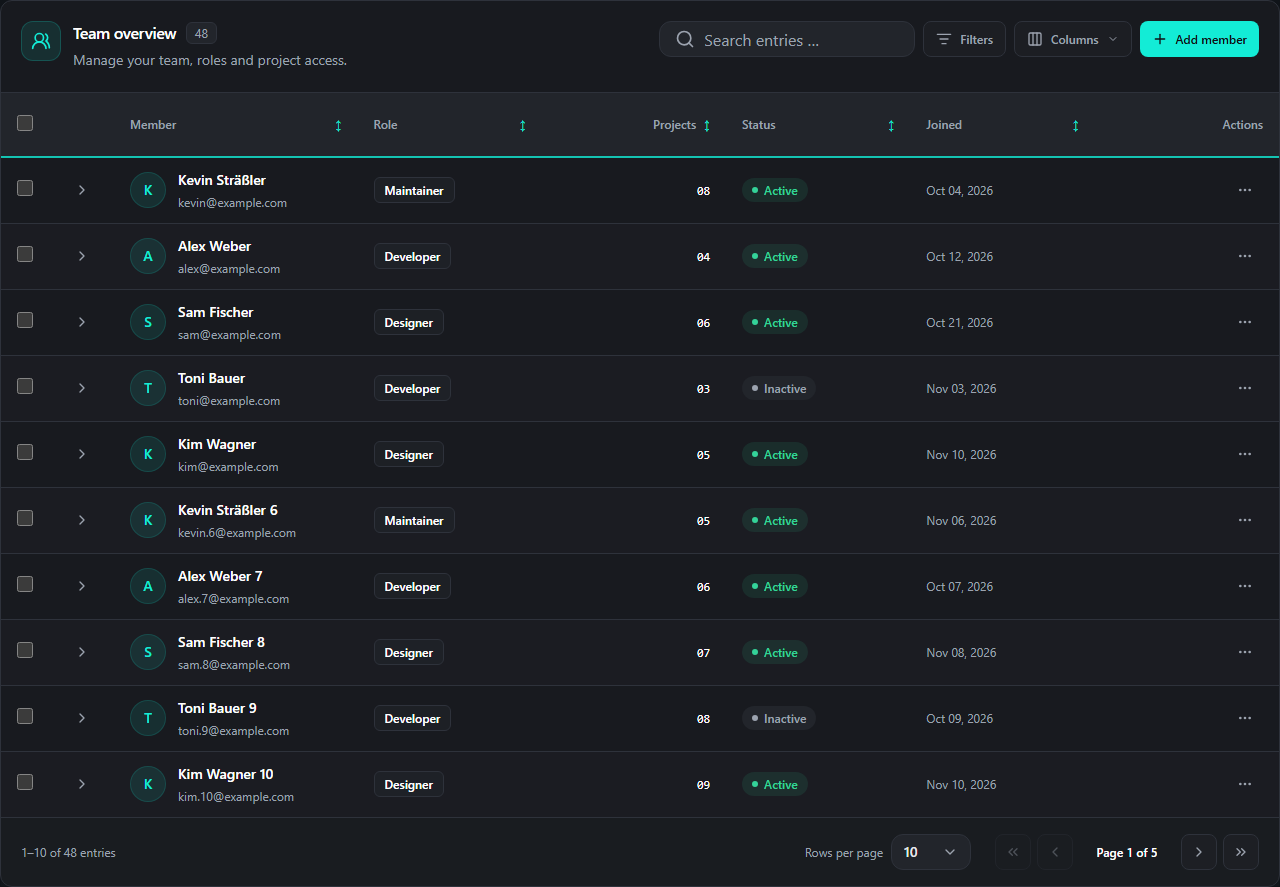 Team overview 48
Manage your team, roles and project access.
Search entries ...
Filters
Columns
Add member
Member Role Projects Status Joined Actions
K Kevin Sträßler Maintainer 08 Active Oct 04, 2026
kevin@example.com
A Alex Weber Developer 04 Active Oct 12, 2026
alex@example.com
S Sam Fischer Designer 06 Active Oct 21, 2026
sam@example.com
T Toni Bauer Developer 03 Inactive Nov 03, 2026
toni@example.com
K Kim Wagner Designer 05 Active Nov 10, 2026
kim@example.com
K Kevin Sträßler 6 Maintainer 05 Active Nov 06, 2026
kevin.6@example.com
A Alex Weber 7 Developer 06 Active Oct 07, 2026
alex.7@example.com
S Sam Fischer 8 Designer 07 Active Nov 08, 2026
sam.8@example.com
T Toni Bauer 9 Developer 08 Inactive Oct 09, 2026
toni.9@example.com
K Kim Wagner 10 Designer 09 Active Nov 10, 2026
kim.10@example.com
1–10 of 48 entries Rows per page 10 Page 1 of 5